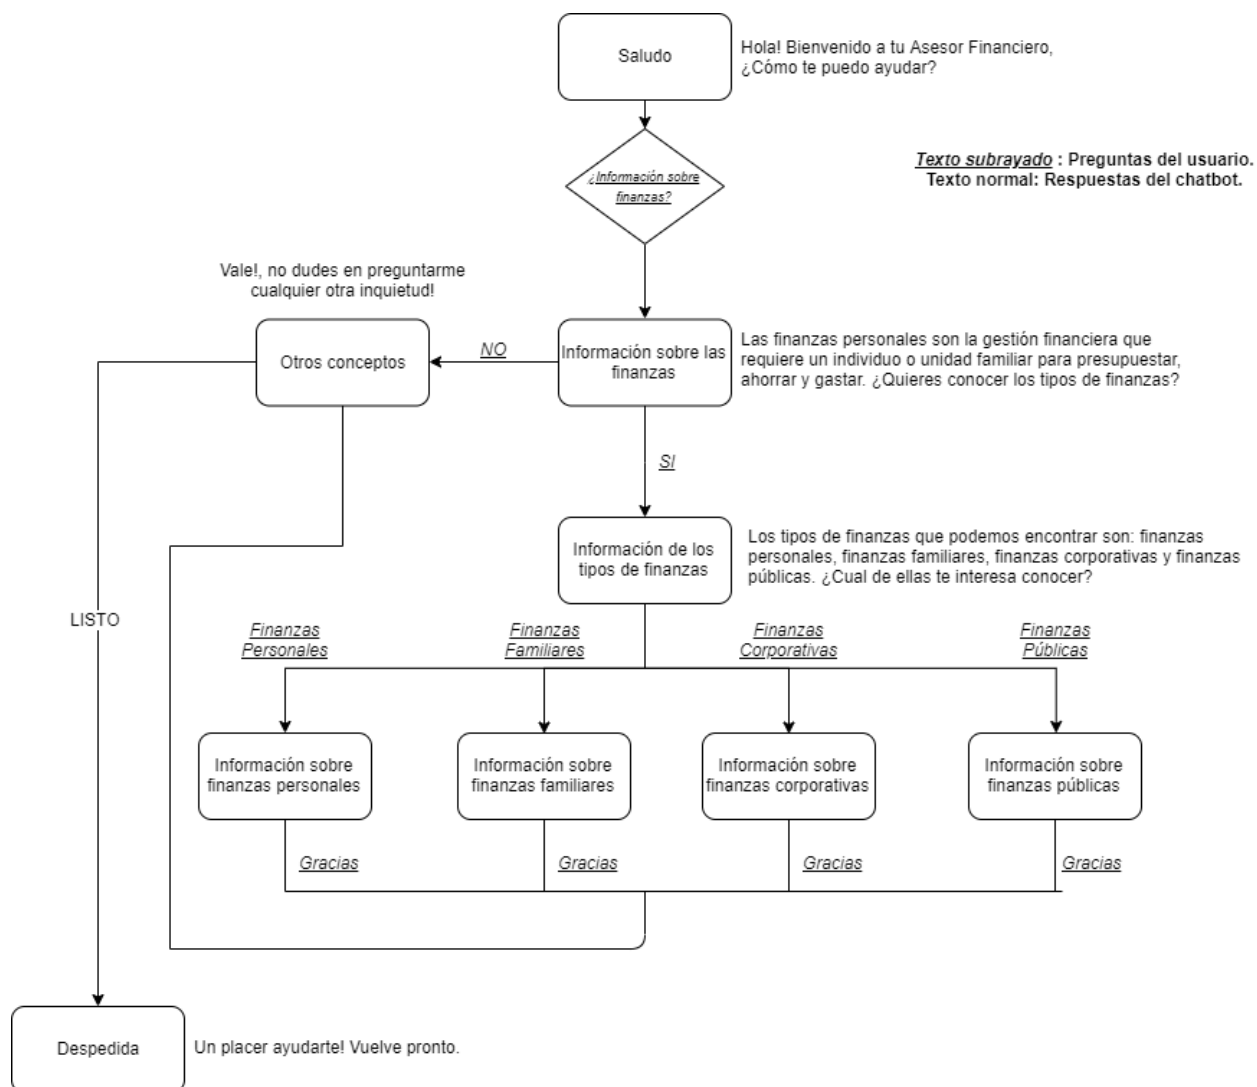 Saludo
Hola! Bienvenido a tu Asesor Financiero,
¿Cómo te puedo ayudar?
Texto subrayado : Preguntas del usuario.
Texto normal: Respuestas del chatbot.
¿Información sobre
finanzas?
Vale!, no dudes en preguntarme
cualquier otra inquietud!
Otros conceptos
NO
Información sobre las
finanzas
Las finanzas personales son la gestión financiera que
requiere un individuo o unidad familiar para presupuestar,
ahorrar y gastar. ¿Quieres conocer los tipos de finanzas?
SI
Información de los
tipos de finanzas
Los tipos de finanzas que podemos encontrar son: finanzas
personales, finanzas familiares, finanzas corporativas y finanzas
públicas. ¿Cual de ellas te interesa conocer?
LISTO
Finanzas
Personales
Finanzas
Familiares
Finanzas
Corporativas
Finanzas
Públicas
Información sobre
finanzas personales
Información sobre
finanzas familiares
Información sobre
finanzas corporativas
Información sobre
finanzas públicas
Gracias
Gracias
Gracias
Gracias
Despedida
Un placer ayudarte! Vuelve pronto.